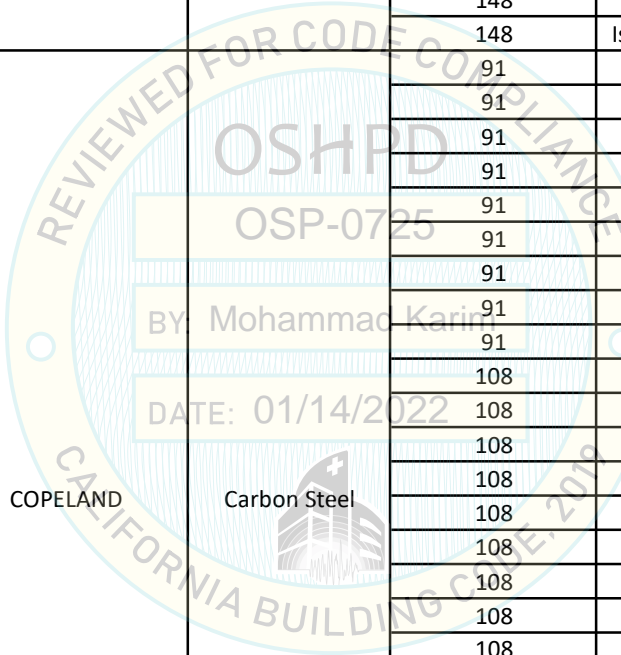 148
148
91
91
91
91
91
91
91
91
91
108
108
108
108
COPELAND Carbon Steel 108
108
108
108
108
REVIEWED FOR CODE COMPLIANCE
OSHPD
OSP-0725
BY: Mohammad Karim
DATE: 01/14/2022
CALIFORNIA BUILDING CODE, 2019